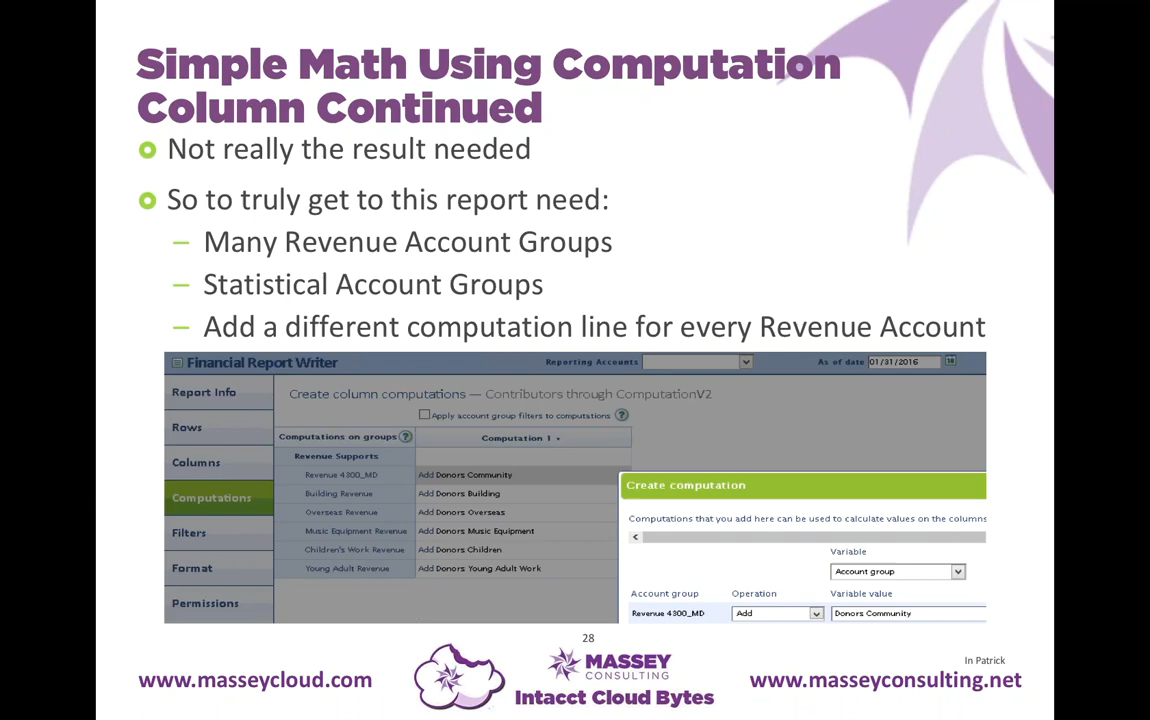 Simple Math Using Computation
Column Continued
Not really the result needed
So to truly get to this report need:
– Many Revenue Account Groups
– Statistical Account Groups
– Add a different computation line for every Revenue Account
Financial Report Writer
Reporting Accounts
As of date 01/31/2016
Report Info
Rows
Columns
Computations
Filters
Format
Permissions
Create column computations — Contributors through ComputationV2
Apply account group filters to computations ?
Computations on groups ? Computation 1
Revenue Supports
Revenue 4300_MD Add Donors Community
Building Revenue Add Donors Building
Overseas Revenue Add Donors Overseas
Music Equipment Revenue Add Donors Music Equipment
Children's Work Revenue Add Donors Children
Young Adult Revenue Add Donors Young Adult Work
Create computation
Computations that you add here can be used to calculate values on the columns
<
Variable
Account group
Account group Operation Variable value
Revenue 4300_MD Add Donors Community
28
In Patrick
www.masseycloud.com
MASSEY
CONSULTING
Intacct Cloud Bytes
www.masseyconsulting.net